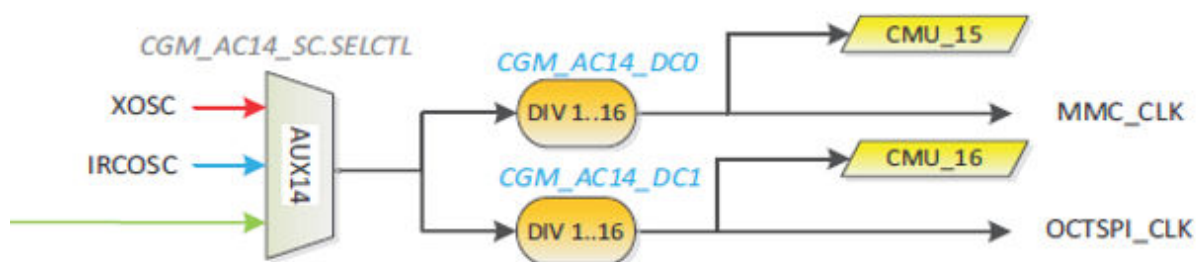 CGM_AC14_SC.SELCTL
XOSC
IRCOSC
AUX14
CGM_AC14_DC0
DIV 1..16
CMU_15
MMC_CLK
CGM_AC14_DC1
DIV 1..16
CMU_16
OCTSPI_CLK